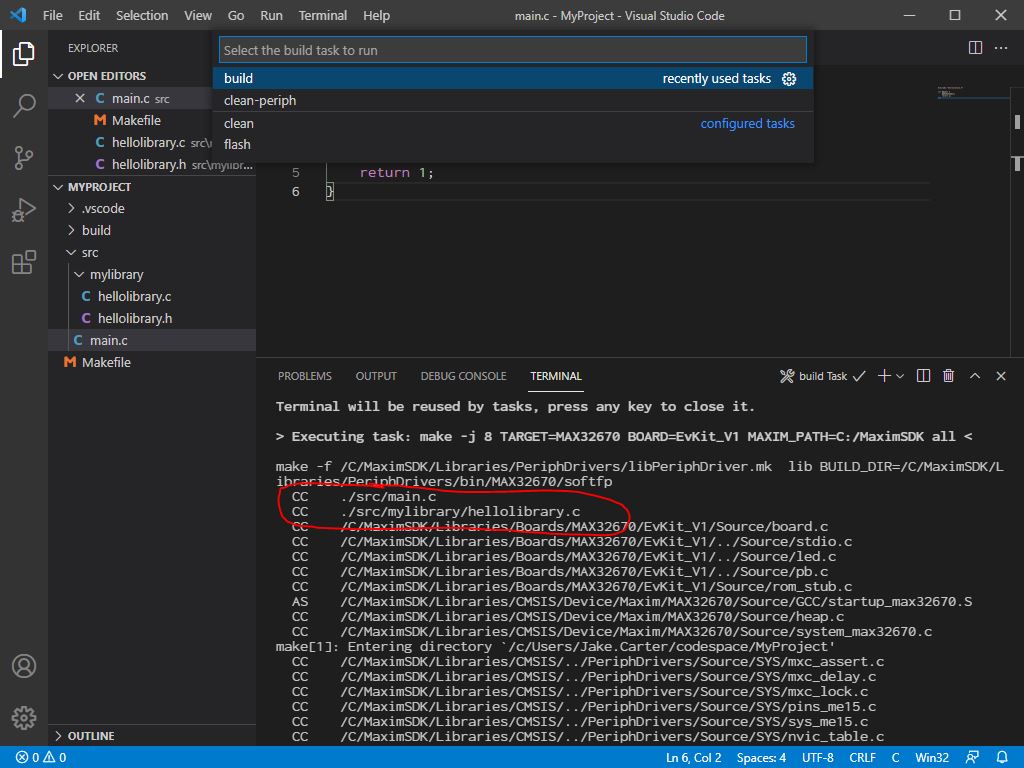 File Edit Selection View Go Run Terminal Help main.c - MyProject - Visual Studio Code
EXPLORER
Select the build task to run
OPEN EDITORS
build recently used tasks
main.c src
clean-periph
Makefile
clean configured tasks
hellolibrary.c
flash
hellolibrary.h src\mylibr...
5 return 1;
MYPROJECT
6 }
.vscode
build
src
mylibrary
hellolibrary.c
hellolibrary.h
main.c
Makefile
PROBLEMS OUTPUT DEBUG CONSOLE TERMINAL build Task
Terminal will be reused by tasks, press any key to close it.
> Executing task: make -j 8 TARGET=MAX32670 BOARD=EvKit_V1 MAXIM_PATH=C:/MaximSDK all <
make -f /C/MaximSDK/Libraries/PeriphDrivers/libPeriphDriver.mk  lib BUILD_DIR=/C/MaximSDK/L
ibraries/PeriphDrivers/bin/MAX32670/softfp
CC ./src/main.c
CC ./src/mylibrary/hellolibrary.c
CC /C/MaximSDK/Libraries/Boards/MAX32670/EvKit_V1/Source/board.c
CC /C/MaximSDK/Libraries/Boards/MAX32670/EvKit_V1/../Source/stdio.c
CC /C/MaximSDK/Libraries/Boards/MAX32670/EvKit_V1/../Source/led.c
CC /C/MaximSDK/Libraries/Boards/MAX32670/EvKit_V1/../Source/pb.c
CC /C/MaximSDK/Libraries/Boards/MAX32670/EvKit_V1/Source/rom_stub.c
AS /C/MaximSDK/Libraries/CMSIS/Device/Maxim/MAX32670/Source/GCC/startup_max32670.S
CC /C/MaximSDK/Libraries/CMSIS/Device/Maxim/MAX32670/Source/heap.c
CC /C/MaximSDK/Libraries/CMSIS/Device/Maxim/MAX32670/Source/system_max32670.c
make[1]: Entering directory `/c/Users/Jake.Carter/codespace/MyProject'
CC /C/MaximSDK/Libraries/CMSIS/../PeriphDrivers/Source/SYS/mxc_assert.c
CC /C/MaximSDK/Libraries/CMSIS/../PeriphDrivers/Source/SYS/mxc_delay.c
CC /C/MaximSDK/Libraries/CMSIS/../PeriphDrivers/Source/SYS/mxc_lock.c
CC /C/MaximSDK/Libraries/CMSIS/../PeriphDrivers/Source/SYS/pins_me15.c
CC /C/MaximSDK/Libraries/CMSIS/../PeriphDrivers/Source/SYS/sys_me15.c
CC /C/MaximSDK/Libraries/CMSIS/../PeriphDrivers/Source/SYS/nvic_table.c
OUTLINE
0 0 Ln 6, Col 2 Spaces: 4 UTF-8 CRLF C Win32